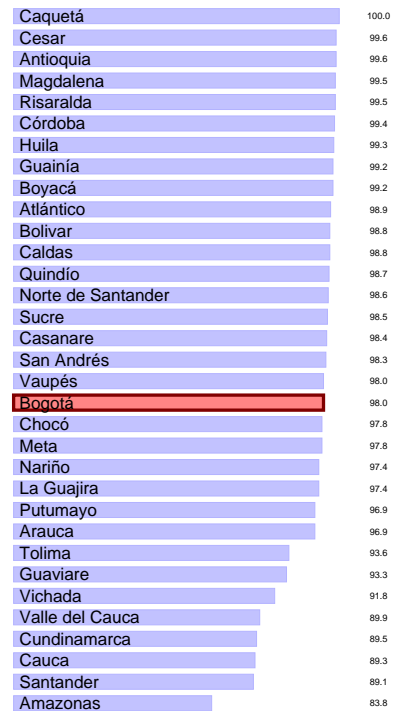 Caquetá 100.0
Cesar 99.6
Antioquia 99.6
Magdalena 99.5
Risaralda 99.5
Córdoba 99.4
Huila 99.3
Guainía 99.2
Boyacá 99.2
Atlántico 98.9
Bolivar 98.8
Caldas 98.8
Quindío 98.7
Norte de Santander 98.6
Sucre 98.5
Casanare 98.4
San Andrés 98.3
Vaupés 98.0
Bogotá 98.0
Chocó 97.8
Meta 97.8
Nariño 97.4
La Guajira 97.4
Putumayo 96.9
Arauca 96.9
Tolima 93.6
Guaviare 93.3
Vichada 91.8
Valle del Cauca 89.9
Cundinamarca 89.5
Cauca 89.3
Santander 89.1
Amazonas 83.8